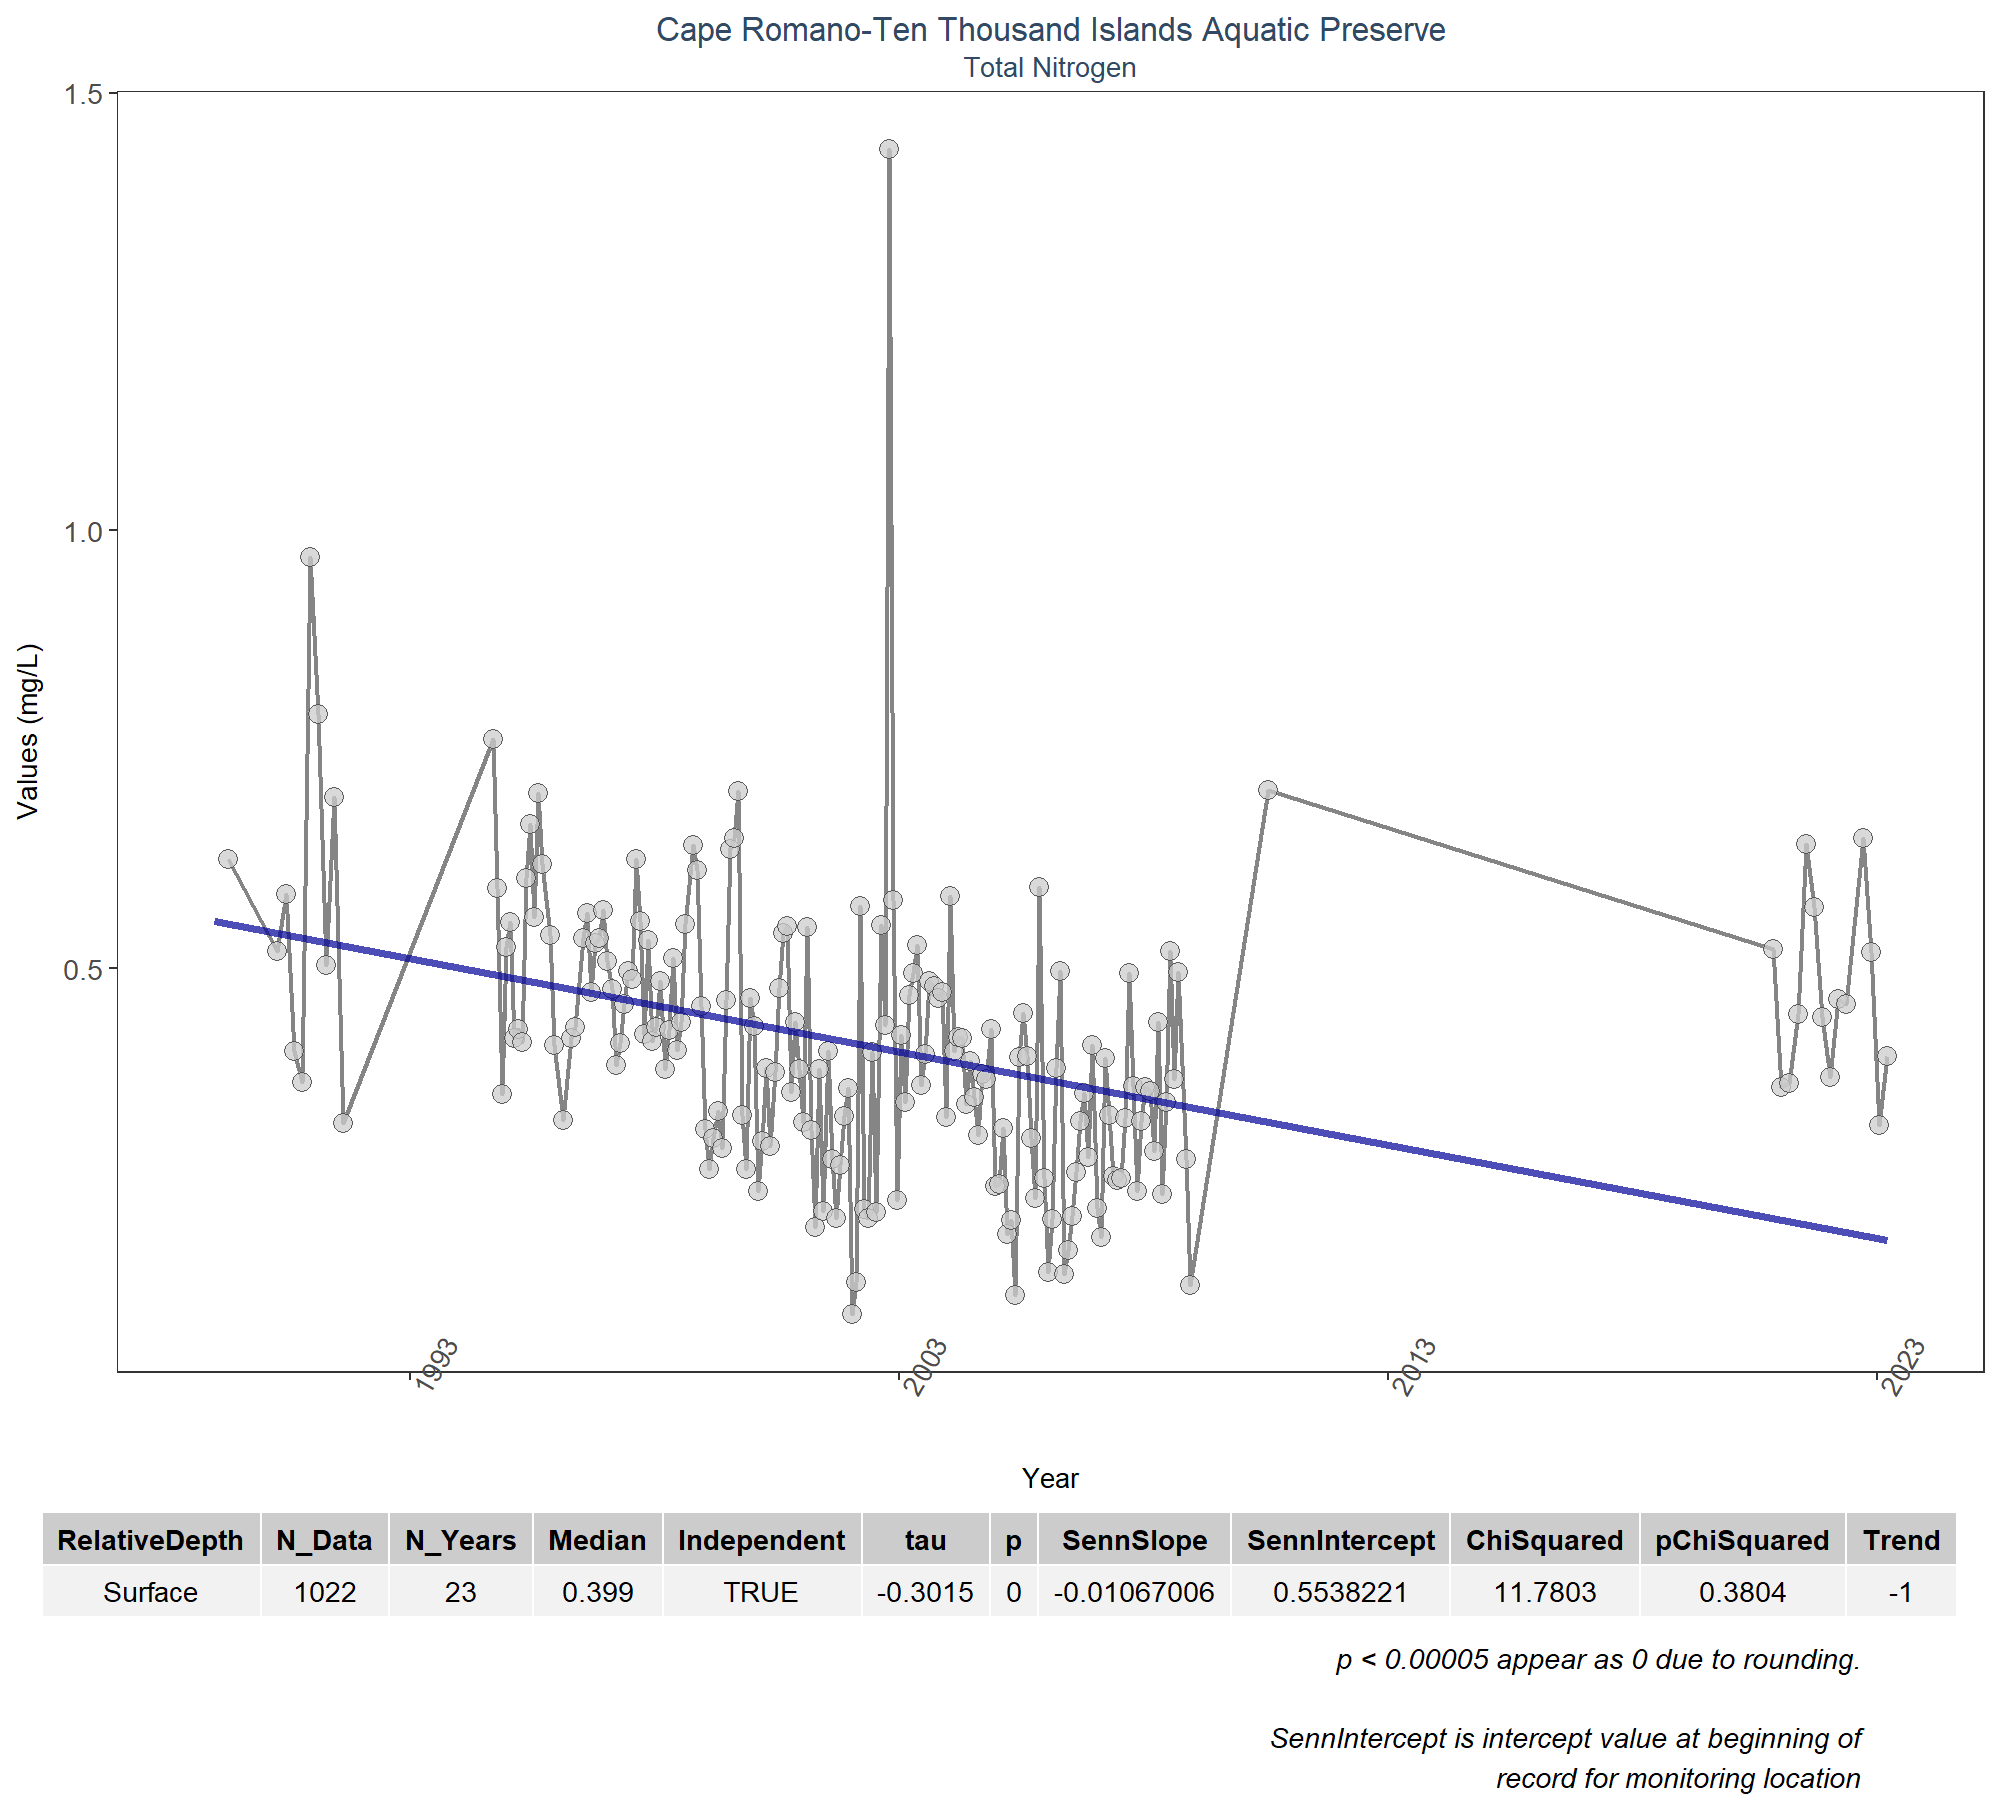 Cape Romano-Ten Thousand Islands Aquatic Preserve
Total Nitrogen
1.5
1.0
0.5
Values (mg/L)
1993
2003
2013
2023
Year
RelativeDepth N_Data N_Years Median Independent tau p SennSlope SennIntercept ChiSquared pChiSquared Trend
Surface 1022 23 0.399 TRUE -0.3015 0 -0.01067006 0.5538221 11.7803 0.3804 -1
p < 0.00005 appear as 0 due to rounding.
SennIntercept is intercept value at beginning of
record for monitoring location